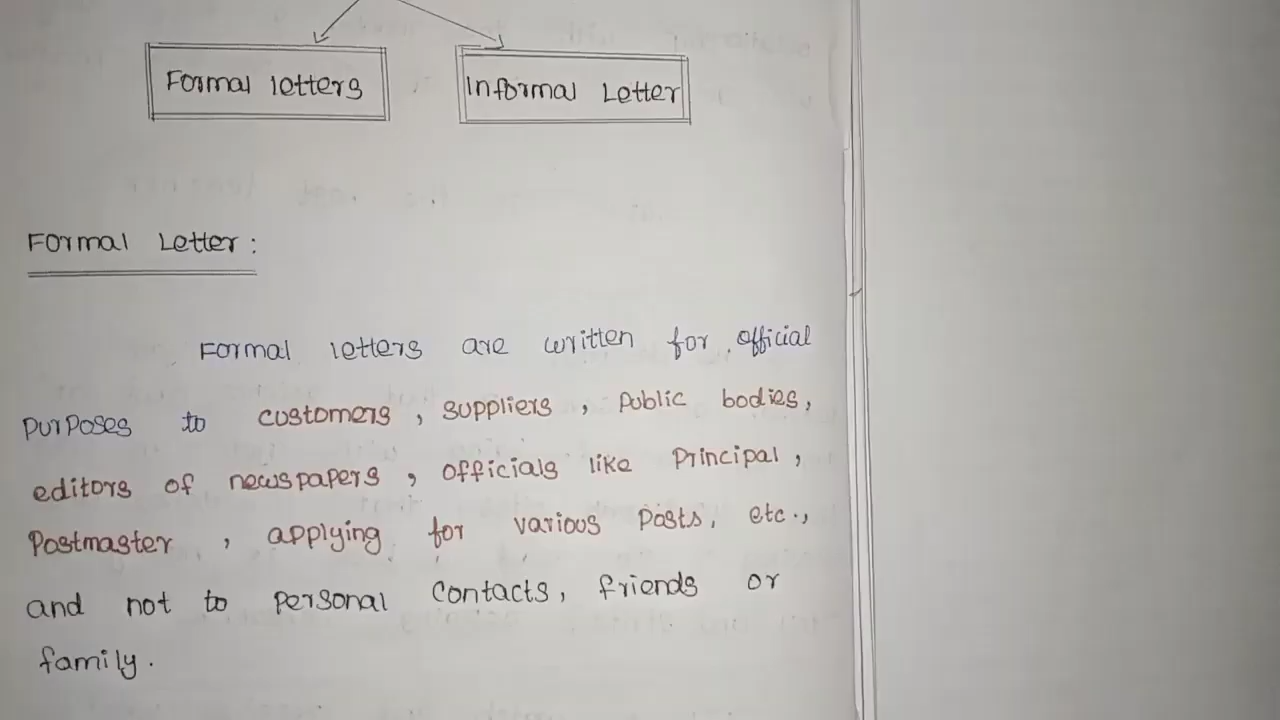 Formal letters
Informal Letter
Formal Letter :
Formal letters are written for official
purposes to customers , suppliers , Public bodies,
editors of newspapers , officials like Principal ,
Postmaster , applying for various Posts, etc.,
and not to personal contacts, friends or
family.